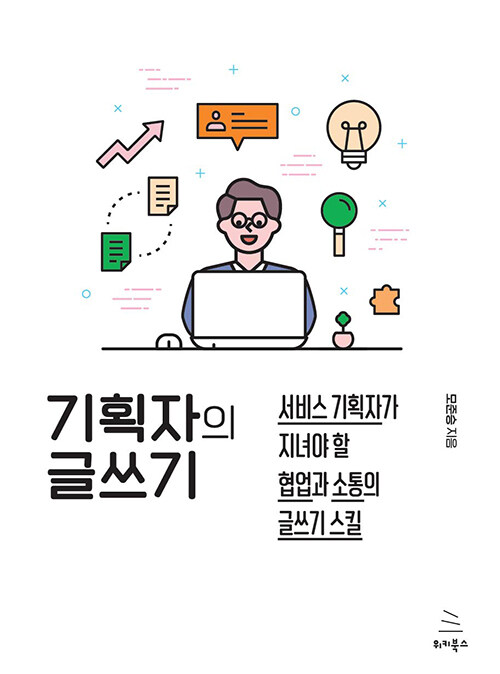 기획자의
글쓰기
서비스 기획자가
지녀야 할
협업과 소통의
글쓰기 스킬
모준승 지음
위키북스